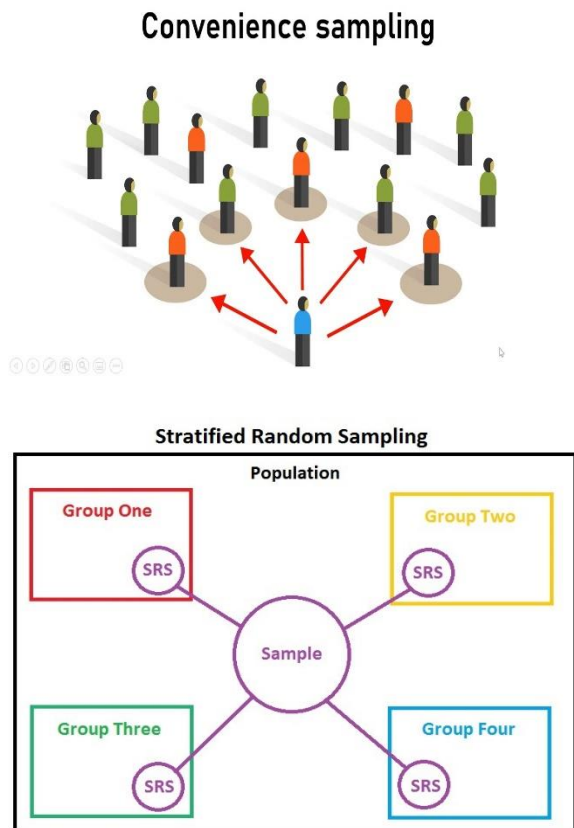 Convenience sampling
Stratified Random Sampling
Population
Group One
Group Two
SRS
SRS
Sample
Group Three
Group Four
SRS
SRS